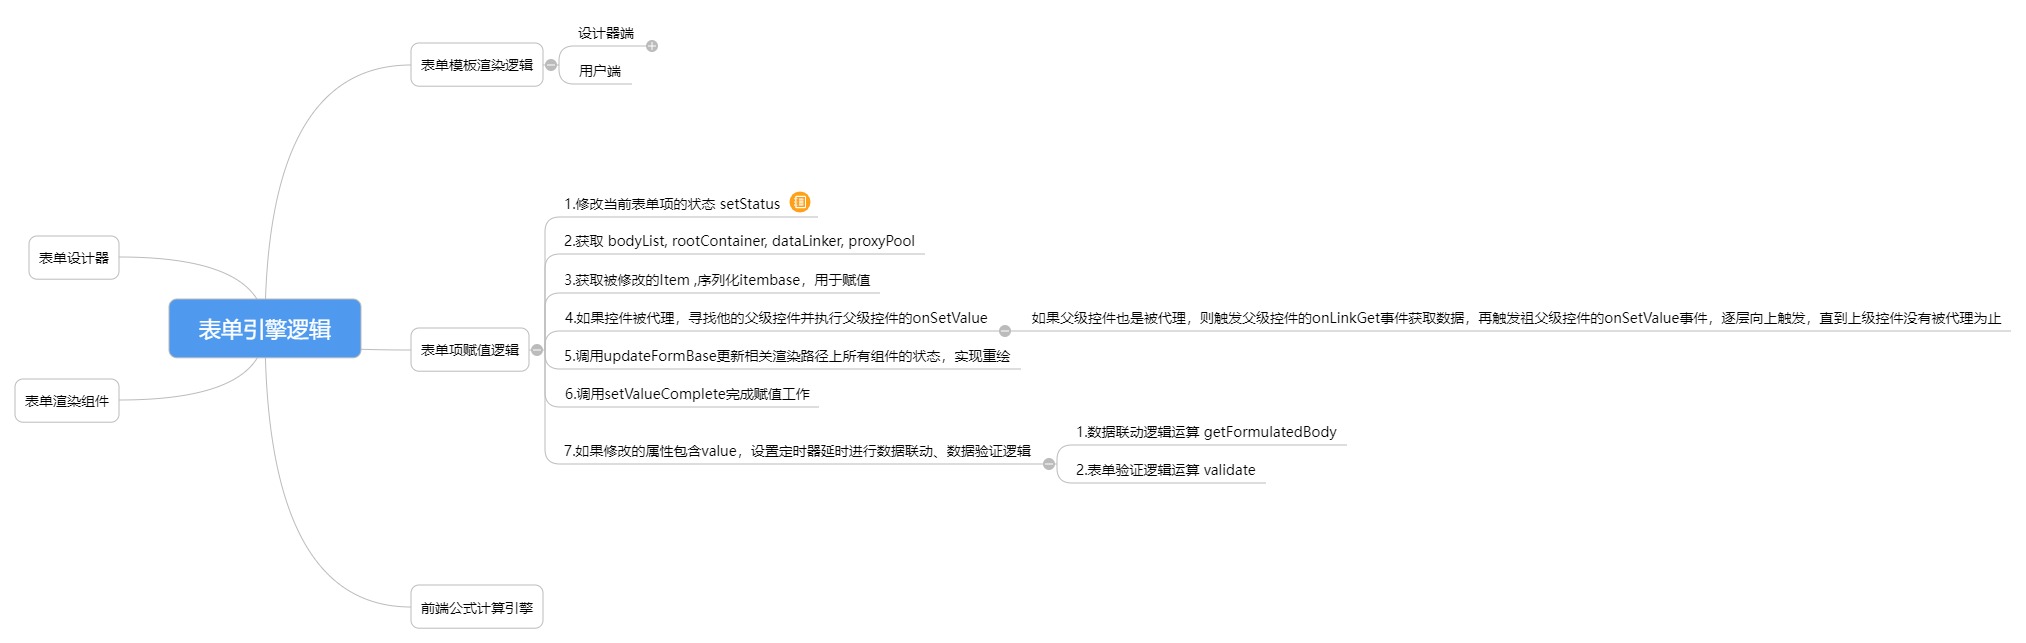 设计器端
表单模板渲染逻辑
用户端
1.修改当前表单项的状态 setStatus
2.获取 bodyList, rootContainer, dataLinker, proxyPool
表单设计器
3.获取被修改的Item ,序列化itembase，用于赋值
4.如果控件被代理，寻找他的父级控件并执行父级控件的onSetValue
如果父级控件也是被代理，则触发父级控件的onLinkGet事件获取数据，再触发祖父级控件的onSetValue事件，逐层向上触发，直到上级控件没有被代理为止
表单引擎逻辑
表单项赋值逻辑
5.调用updateFormBase更新相关渲染路径上所有组件的状态，实现重绘
6.调用setValueComplete完成赋值工作
表单渲染组件
7.如果修改的属性包含value，设置定时器延时进行数据联动、数据验证逻辑
1.数据联动逻辑运算 getFormulatedBody
2.表单验证逻辑运算 validate
前端公式计算引擎